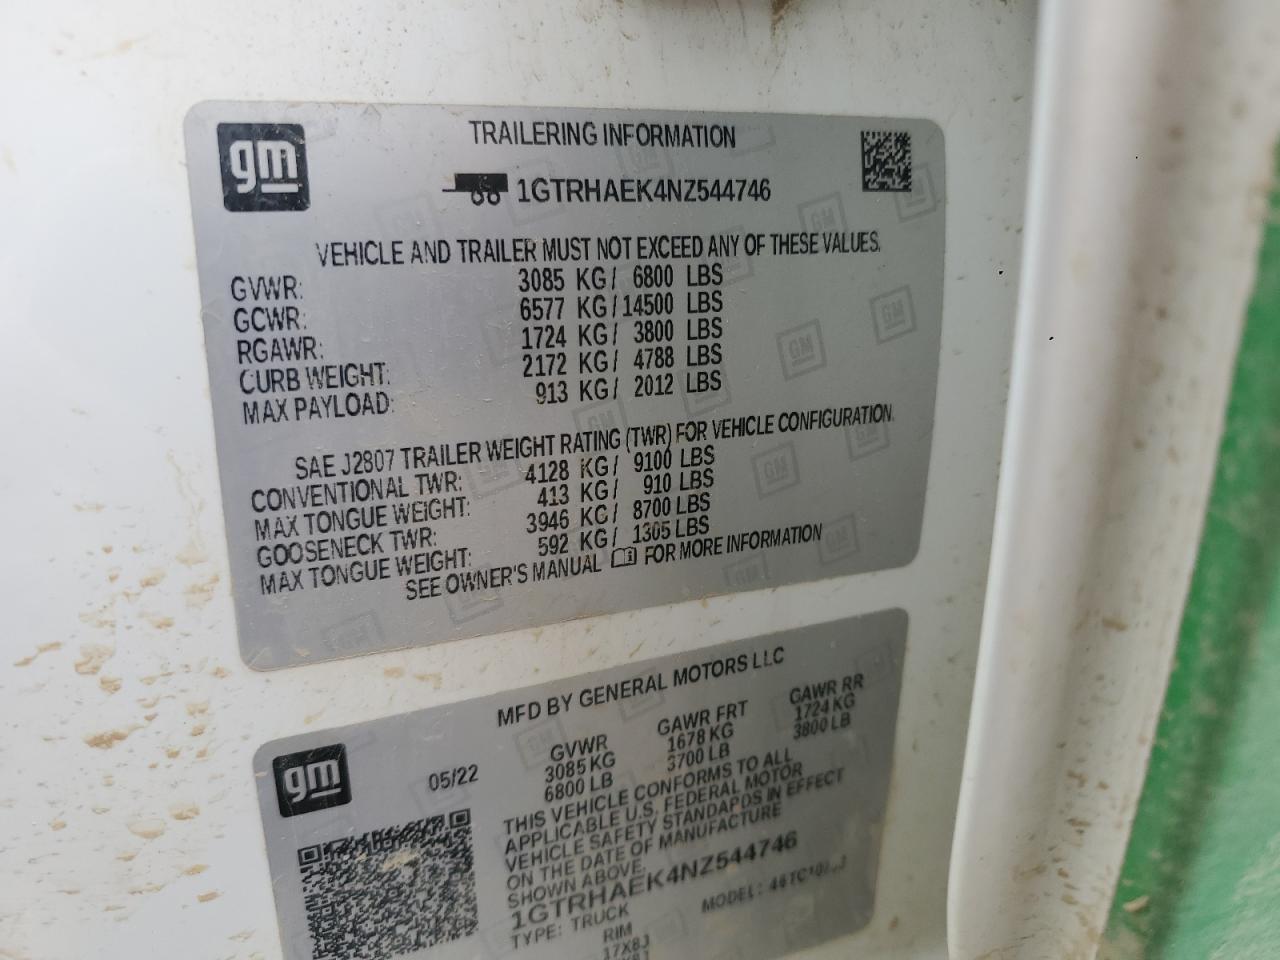 gm
TRAILERING INFORMATION
1GTRHAEK4NZ544746
VEHICLE AND TRAILER MUST NOT EXCEED ANY OF THESE VALUES.
GVWR: 3085 KG/ 6800 LBS
GCWR: 6577 KG/14500 LBS
RGAWR: 1724 KG/ 3800 LBS
CURB WEIGHT: 2172 KG/ 4788 LBS
MAX PAYLOAD: 913 KG/ 2012 LBS
SAE J2807 TRAILER WEIGHT RATING (TWR) FOR VEHICLE CONFIGURATION.
CONVENTIONAL TWR: 4128 KG/ 9100 LBS
MAX TONGUE WEIGHT: 413 KG/ 910 LBS
GOOSENECK TWR: 3946 KG/ 8700 LBS
MAX TONGUE WEIGHT: 592 KG/ 1305 LBS
SEE OWNER'S MANUAL FOR MORE INFORMATION
gm
MFD BY GENERAL MOTORS LLC
05/22
GVWR GAWR FRT GAWR RR
3085 KG 1678 KG 1724 KG
6800 LB 3700 LB 3800 LB
THIS VEHICLE CONFORMS TO ALL
APPLICABLE U.S. FEDERAL MOTOR
VEHICLE SAFETY STANDARDS IN EFFECT
ON THE DATE OF MANUFACTURE
SHOWN ABOVE.
1GTRHAEK4NZ544746
TYPE: TRUCK MODEL:
RIM
17X8J